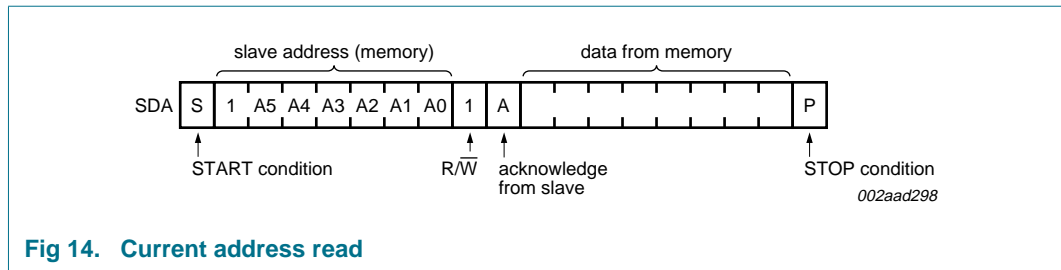 slave address (memory) data from memory
SDA S 1 A5 A4 A3 A2 A1 A0 1 A P
START condition R/W̅ acknowledge from slave STOP condition
002aad298
Fig 14. Current address read